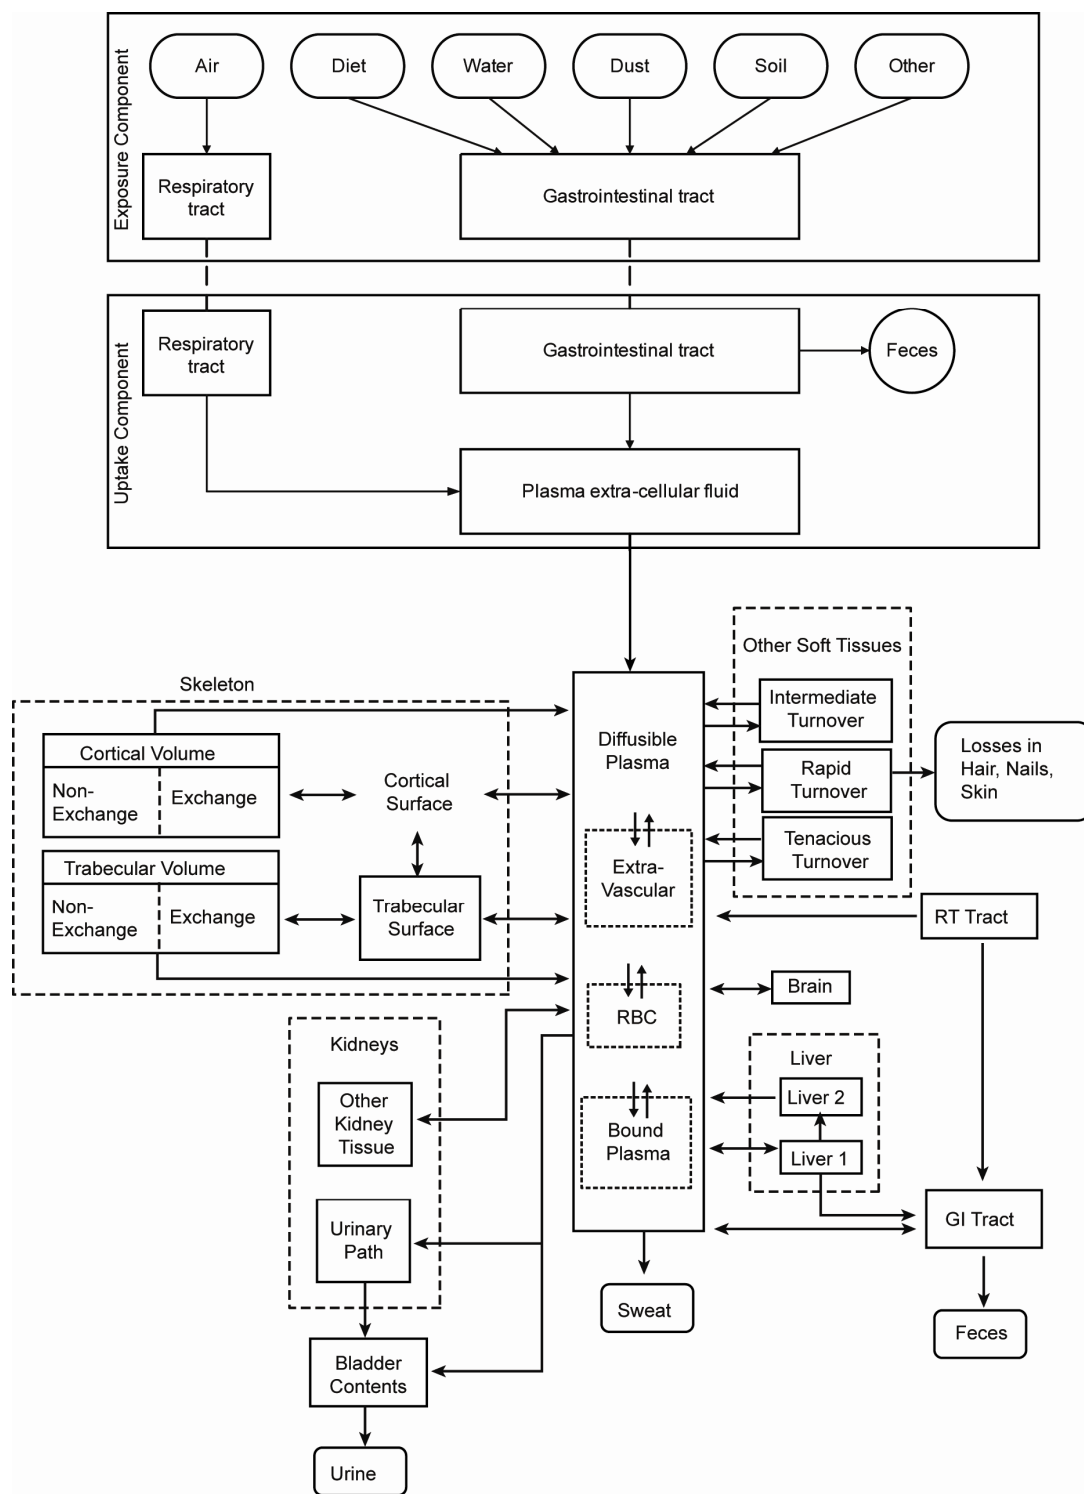 Exposure Component
Air
Diet
Water
Dust
Soil
Other
Respiratory
tract
Gastrointestinal tract
Uptake Component
Respiratory
tract
Gastrointestinal tract
Feces
Plasma extra-cellular fluid
Skeleton
Cortical Volume
Non-
Exchange
Exchange
Cortical
Surface
Trabecular Volume
Non-
Exchange
Exchange
Trabecular
Surface
Diffusible
Plasma
Extra-
Vascular
RBC
Bound
Plasma
Other Soft Tissues
Intermediate
Turnover
Rapid
Turnover
Tenacious
Turnover
Losses in
Hair, Nails,
Skin
RT Tract
Brain
Liver
Liver 2
Liver 1
GI Tract
Feces
Sweat
Kidneys
Other
Kidney
Tissue
Urinary
Path
Bladder
Contents
Urine